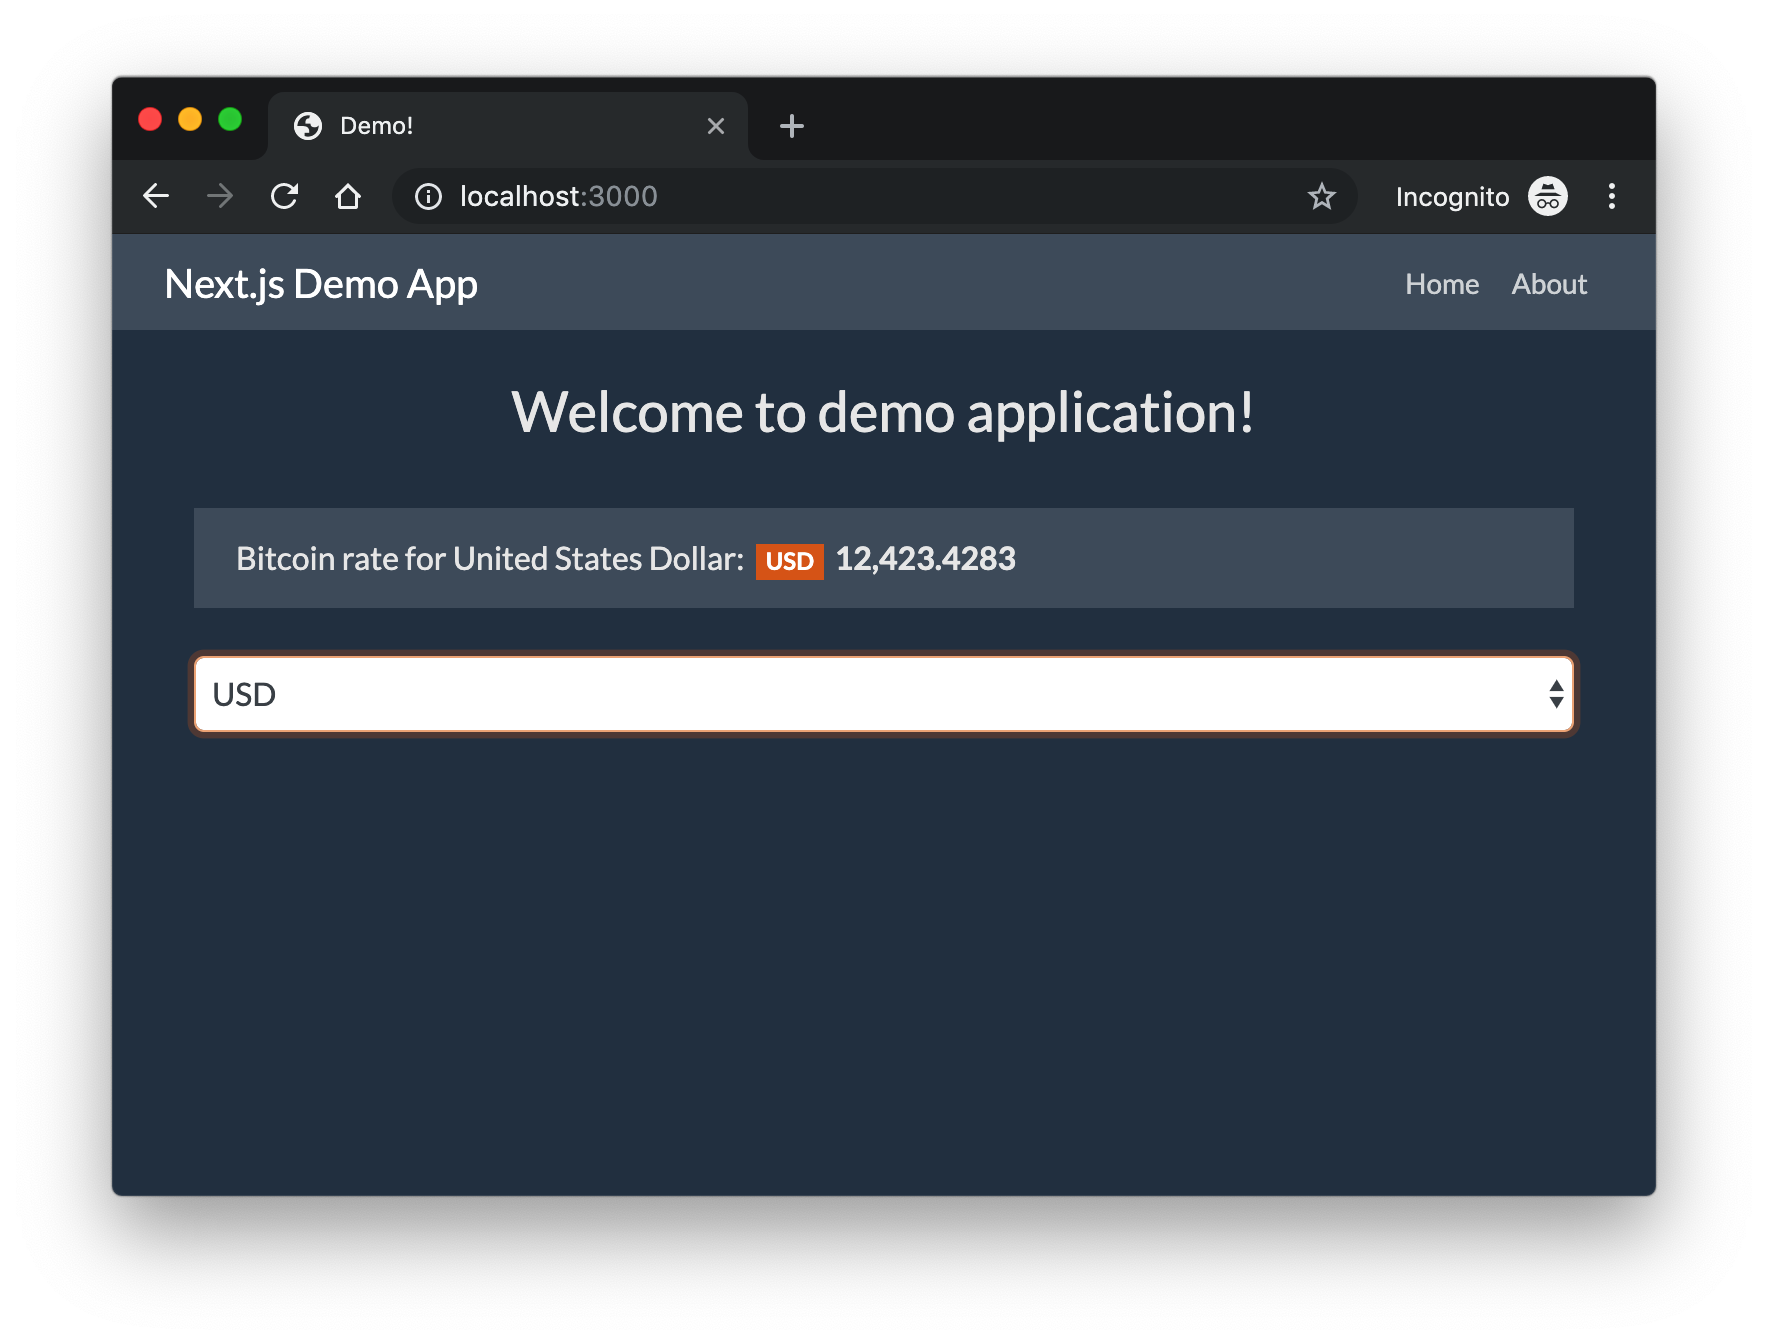 Demo!
localhost:3000
Incognito
Next.js Demo App
Home About
Welcome to demo application!
Bitcoin rate for United States Dollar: USD 12,423.4283
USD